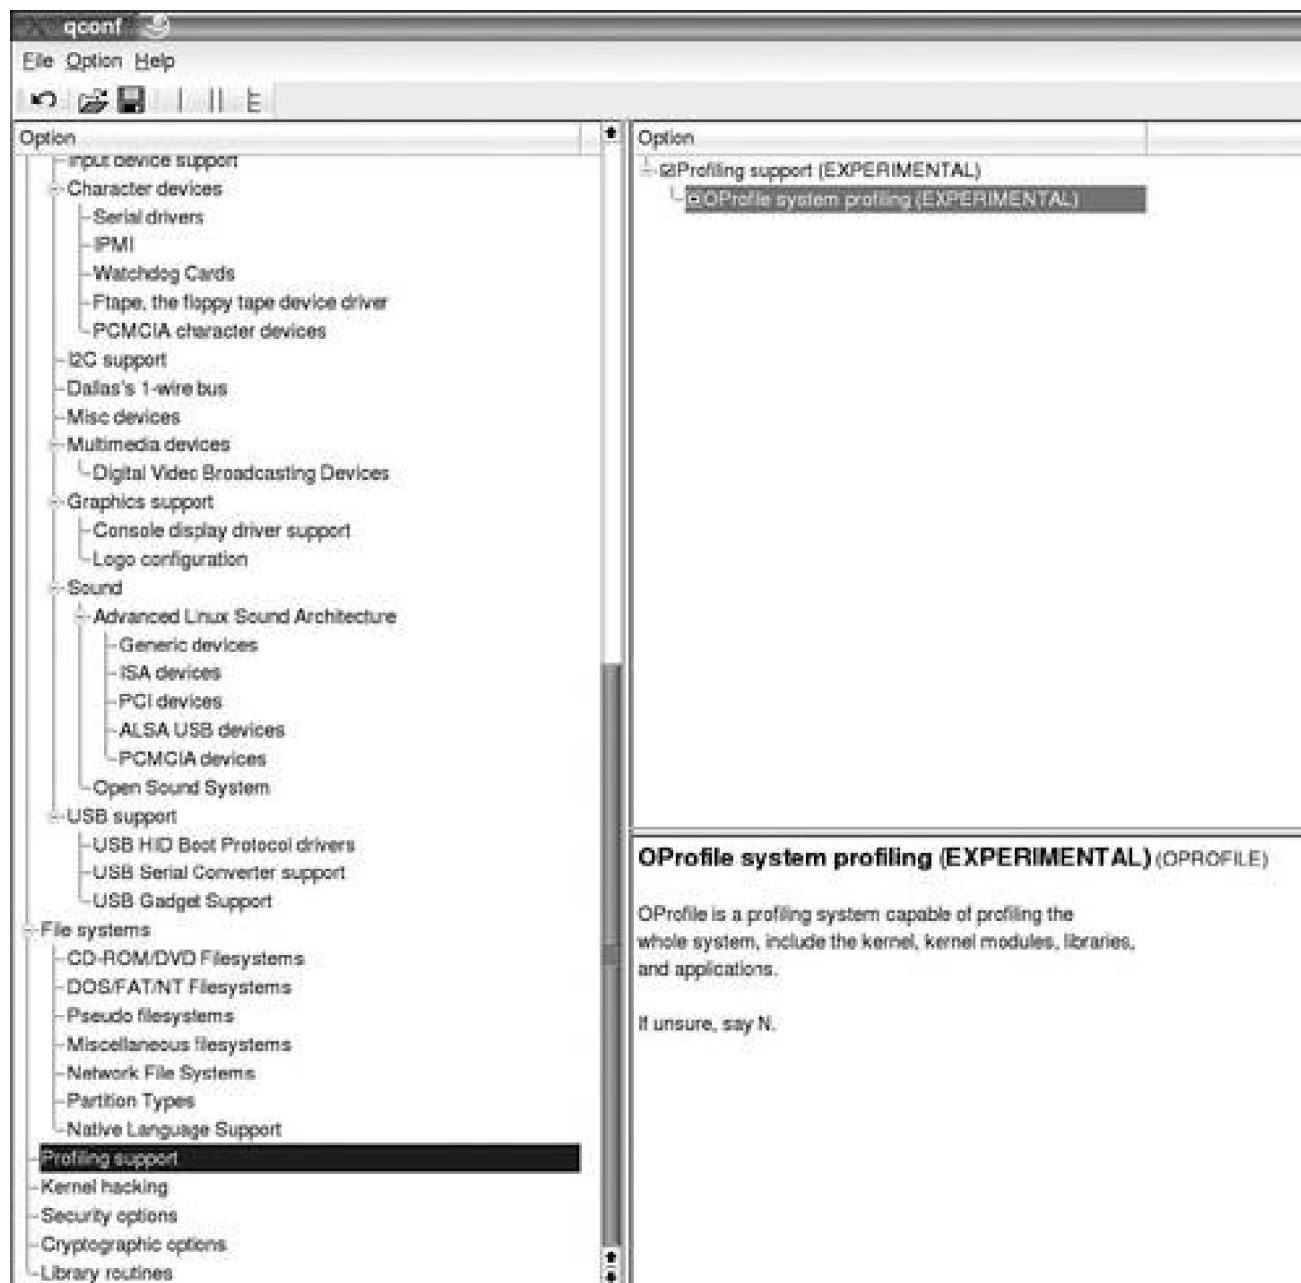 qconf
File Option Help
Option
Input device support
Character devices
Serial drivers
IPMI
Watchdog Cards
Ftape, the floppy tape device driver
PCMCIA character devices
I2C support
Dallas's 1-wire bus
Misc devices
Multimedia devices
Digital Video Broadcasting Devices
Graphics support
Console display driver support
Logo configuration
Sound
Advanced Linux Sound Architecture
Generic devices
ISA devices
PCI devices
ALSA USB devices
PCMCIA devices
Open Sound System
USB support
USB HID Boot Protocol drivers
USB Serial Converter support
USB Gadget Support
File systems
CD-ROM/DVD Filesystems
DOS/FAT/NT Filesystems
Pseudo filesystems
Miscellaneous filesystems
Network File Systems
Partition Types
Native Language Support
Profiling support
Kernel hacking
Security options
Cryptographic options
Library routines
Option
Profiling support (EXPERIMENTAL)
OProfile system profiling (EXPERIMENTAL)
OProfile system profiling (EXPERIMENTAL) (OPROFILE)
OProfile is a profiling system capable of profiling the
whole system, include the kernel, kernel modules, libraries,
and applications.
If unsure, say N.